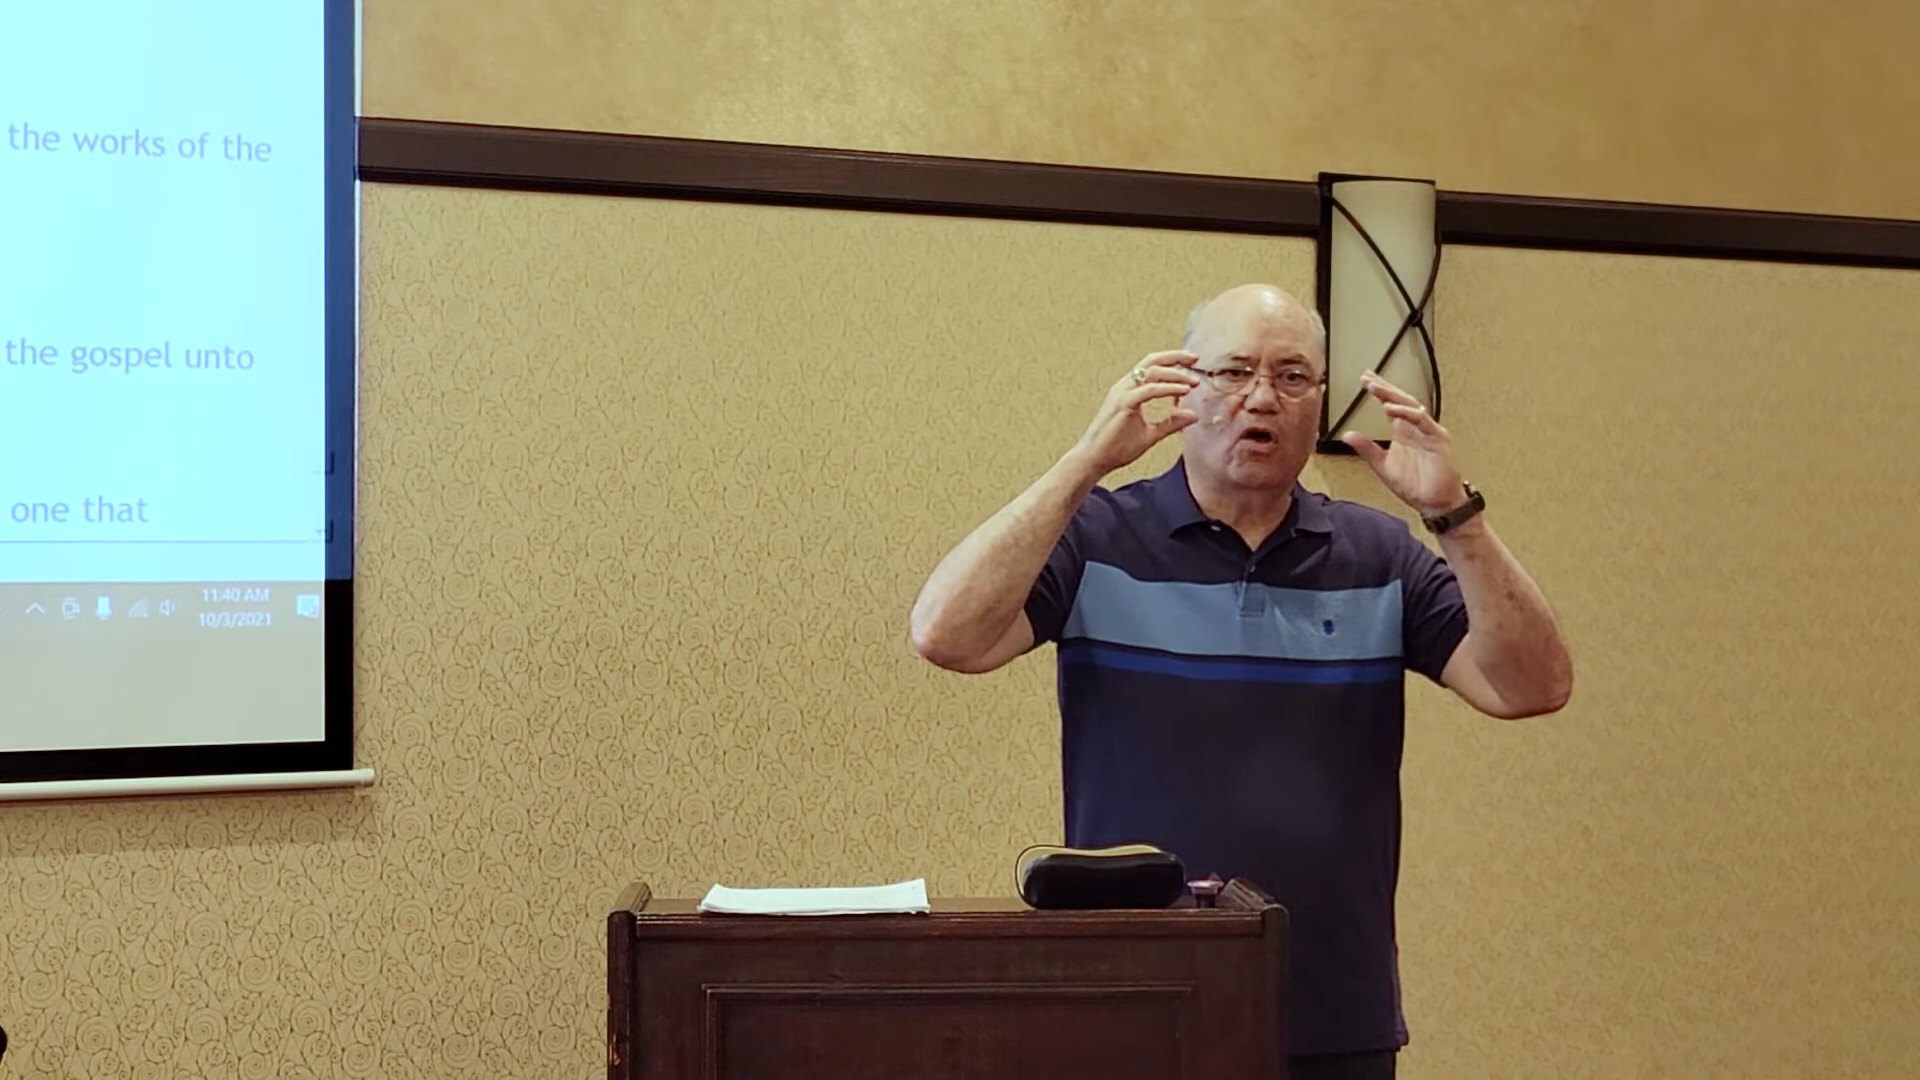 the works of the
the gospel unto
one that
11:40 AM
10/3/2021